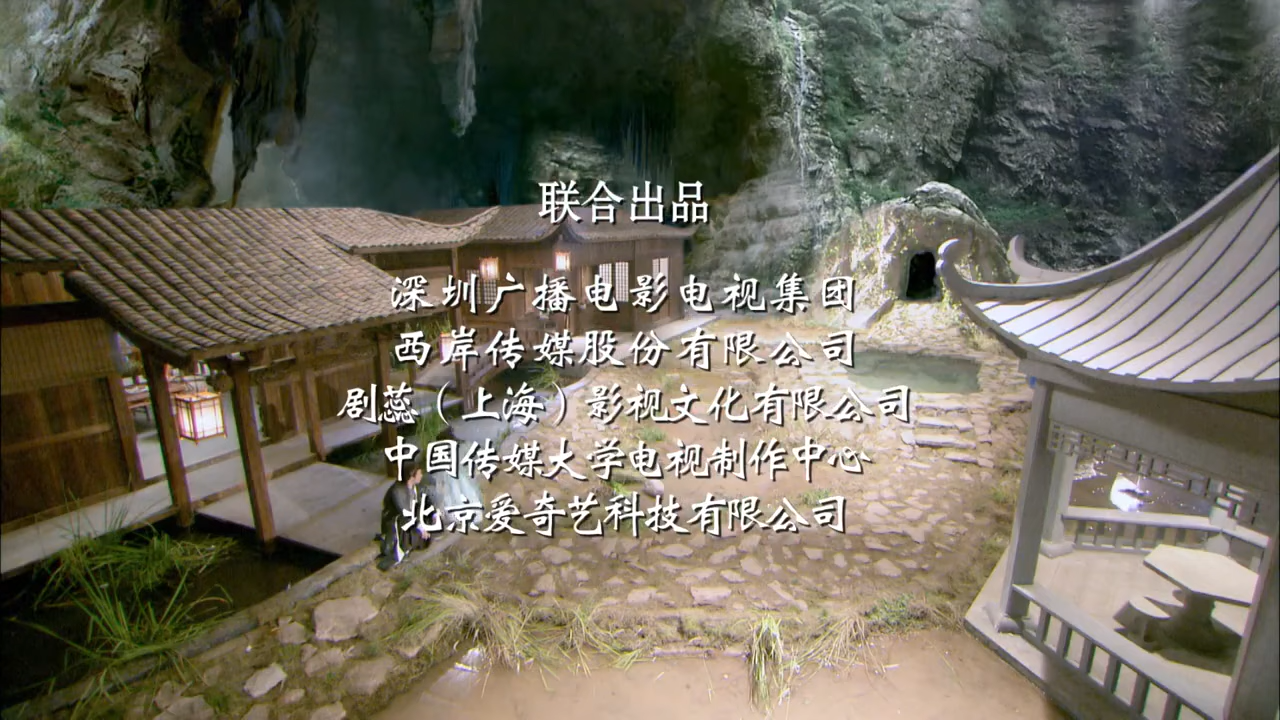 联合出品
深圳广播电影电视集团
西岸传媒股份有限公司
剧蕊（上海）影视文化有限公司
中国传媒大学电视制作中心
北京爱奇艺科技有限公司